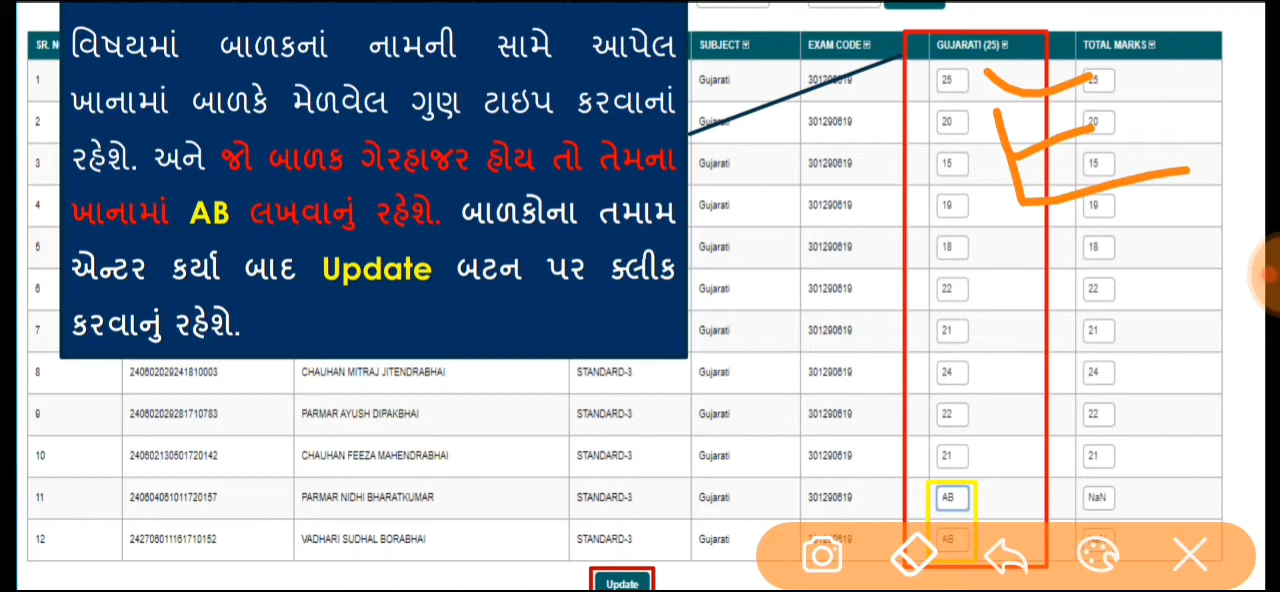 વિષયમાં બાળકનાં નામની સામે આપેલ
ખાનામાં બાળકે મેળવેલ ગુણ ટાઇપ કરવાનાં
રહેશે. અને જો બાળક ગેરહાજર હોય તો તેમના
ખાનામાં AB લખવાનું રહેશે. બાળકોના તમામ
એન્ટર કર્યા બાદ Update બટન પર ક્લીક
કરવાનું રહેશે.
SR. N SUBJECT EXAM CODE GUJARATI (25) TOTAL MARKS
1 Gujarati 301290619 25 25
2 Gujarati 301290619 20 20
3 Gujarati 301290619 15 15
4 Gujarati 301290619 19 19
5 Gujarati 301290619 18 18
6 Gujarati 301290619 22 22
7 Gujarati 301290619 21 21
8 240602029241810003 CHAUHAN MITRAJ JITENDRABHAI STANDARD-3 Gujarati 301290619 24 24
9 240602029281710783 PARMAR AYUSH DIPAKBHAI STANDARD-3 Gujarati 301290619 22 22
10 240602130501720142 CHAUHAN FEEZA MAHENDRABHAI STANDARD-3 Gujarati 301290619 21 21
11 240604061011720157 PARMAR NIDHI BHARATKUMAR STANDARD-3 Gujarati 301290619 AB NaN
12 242706011161710152 VADHARI SUDHAL BORABHAI STANDARD-3 Gujarati 301290619 AB
Update